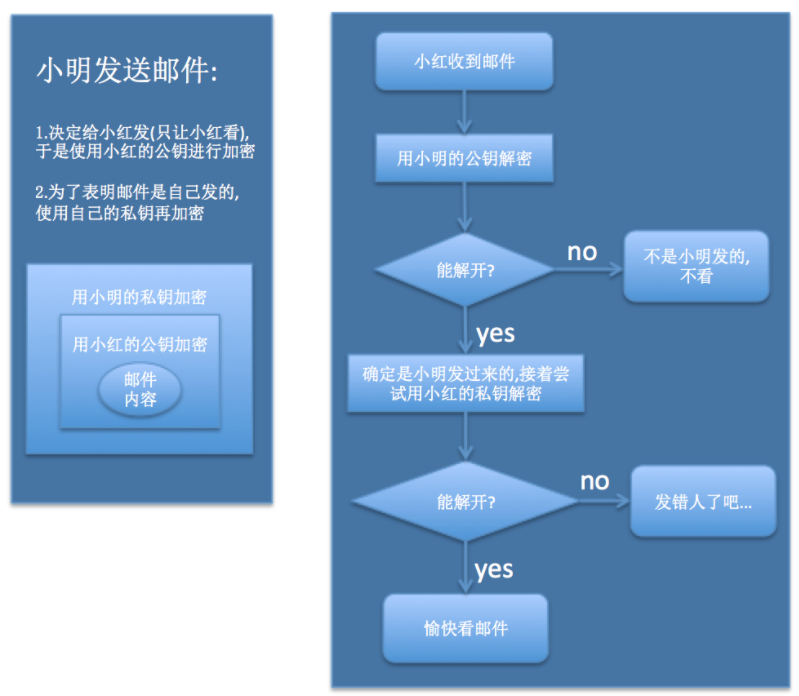 小明发送邮件:
1.决定给小红发(只让小红看),
于是使用小红的公钥进行加密
2.为了表明邮件是自己发的,
使用自己的私钥再加密
用小明的私钥加密
用小红的公钥加密
邮件
内容
小红收到邮件
用小明的公钥解密
能解开?
no
不是小明发的,
不看
yes
确定是小明发过来的,接着尝
试用小红的私钥解密
能解开?
no
发错人了吧...
yes
愉快看邮件